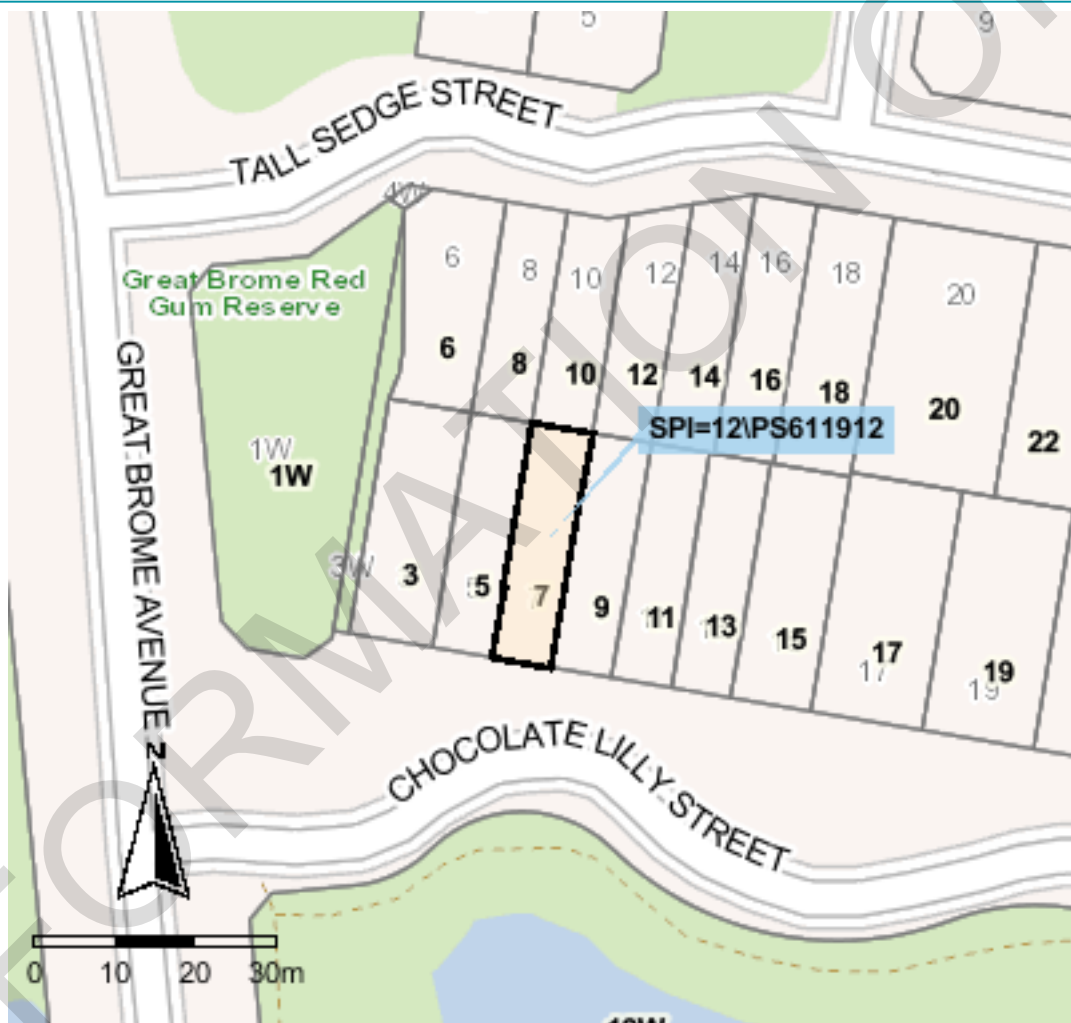 5
9
TALL SEDGE STREET
4W
6
8
10
12
14
16
18
20
Great Brome Red
Gum Reserve
6
8
10
12
14
16
18
20
22
SPI=12\PS611912
1W
1W
GREAT BROME AVENUE
3W
3
5
7
9
11
13
15
17
17
19
19
CHOCOLATE LILLY STREET
N
0 10 20 30m